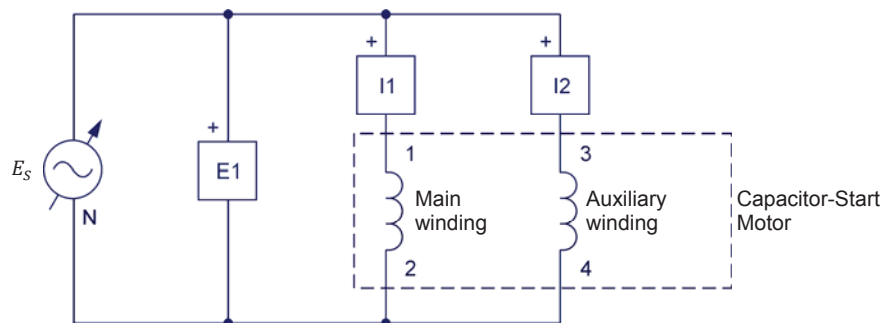 +
+
I1
I2
+
E_S
E1
N
1
3
Main
winding
Auxiliary
winding
Capacitor-Start
Motor
2
4